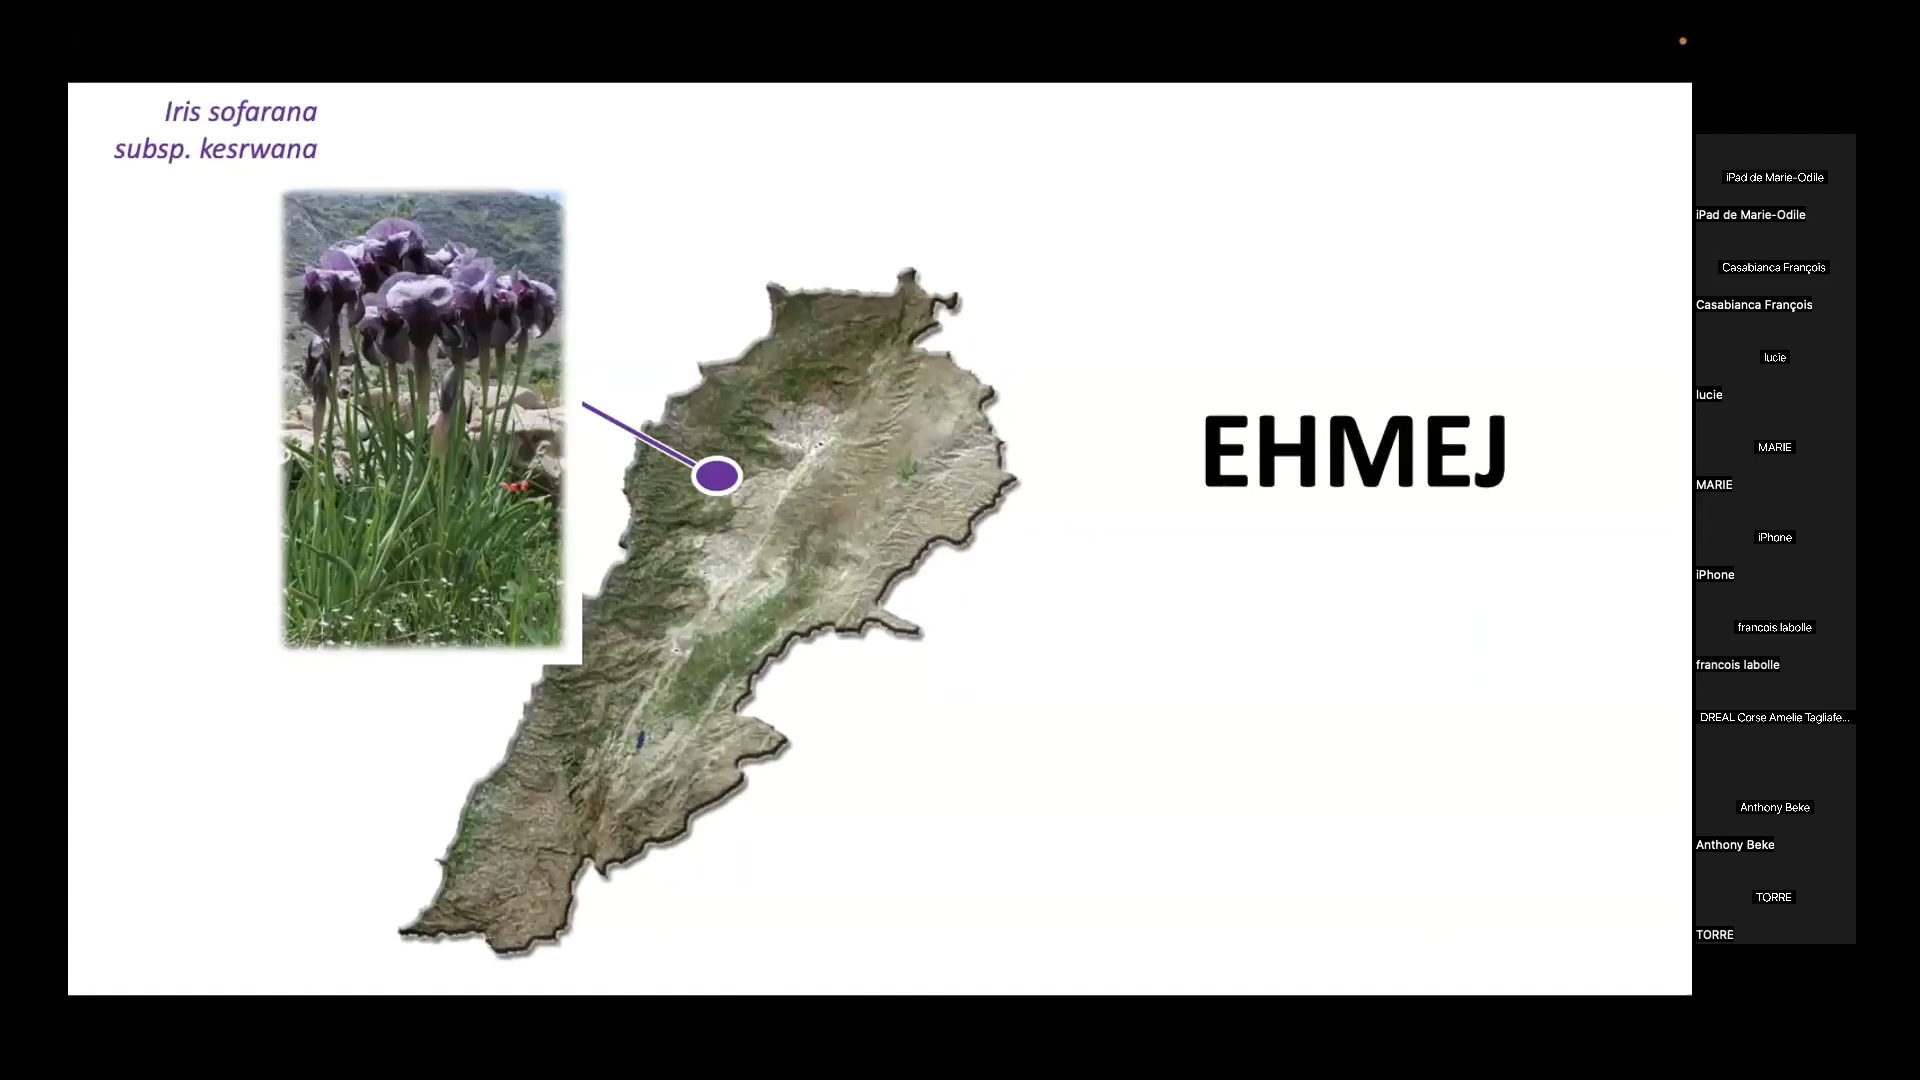 Iris sofarana
subsp. kesrwana
EHMEJ
iPad de Marie-Odile
iPad de Marie-Odile
Casabianca François
Casabianca François
lucie
lucie
MARIE
MARIE
iPhone
iPhone
francois labolle
francois labolle
DREAL Corse Amelie Tagliafe...
Anthony Beke
Anthony Beke
TORRE
TORRE